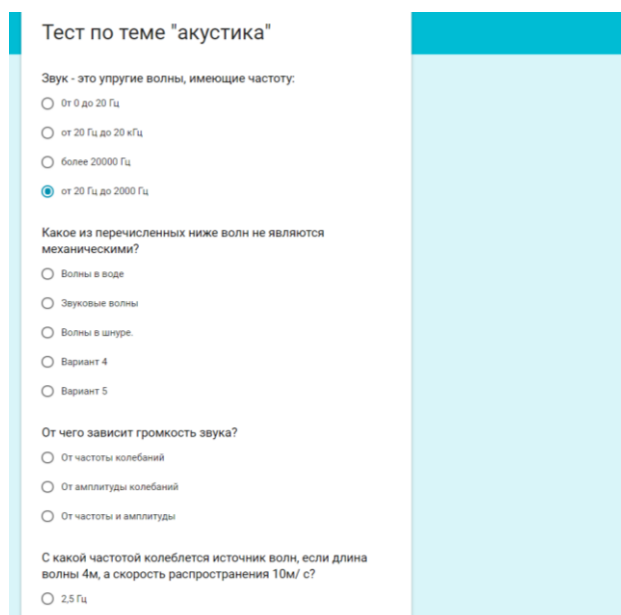 Тест по теме "акустика"
Звук - это упругие волны, имеющие частоту:
0т 0 до 20 Гц
от 20 Гц до 20 кГц
более 20000 Гц
от 20 Гц до 2000 Гц
Какое из перечисленных ниже волн не являются
механическими?
Волны в воде
Звуковые волны
Волны в шнуре.
Вариант 4
Вариант 5
От чего зависит громкость звука?
От частоты колебаний
От амплитуды колебаний
От частоты и амплитуды
С какой частотой колеблется источник волн, если длина
волны 4м, а скорость распространения 10м/ с?
2,5 Гц